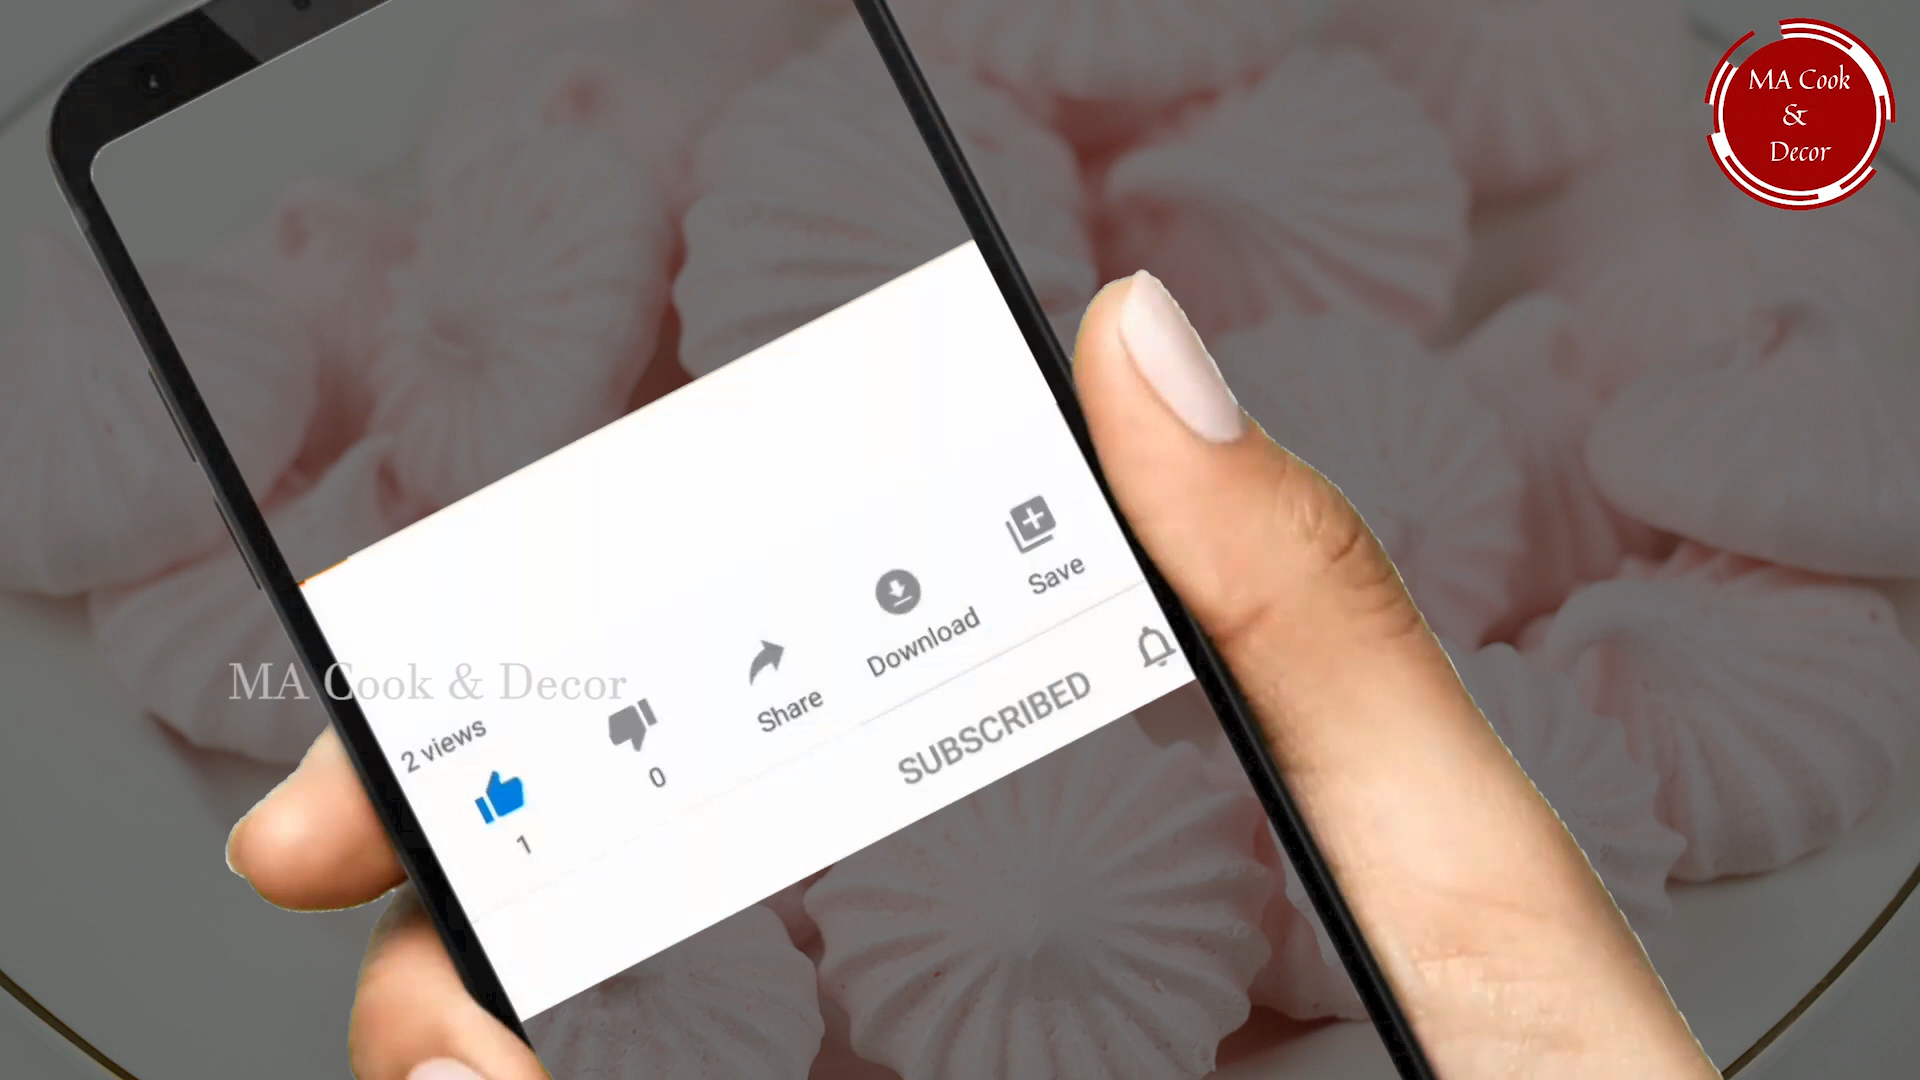 MA Cook
&
Decor
MA Cook & Decor
2 views
1
0
Share
Download
Save
SUBSCRIBED